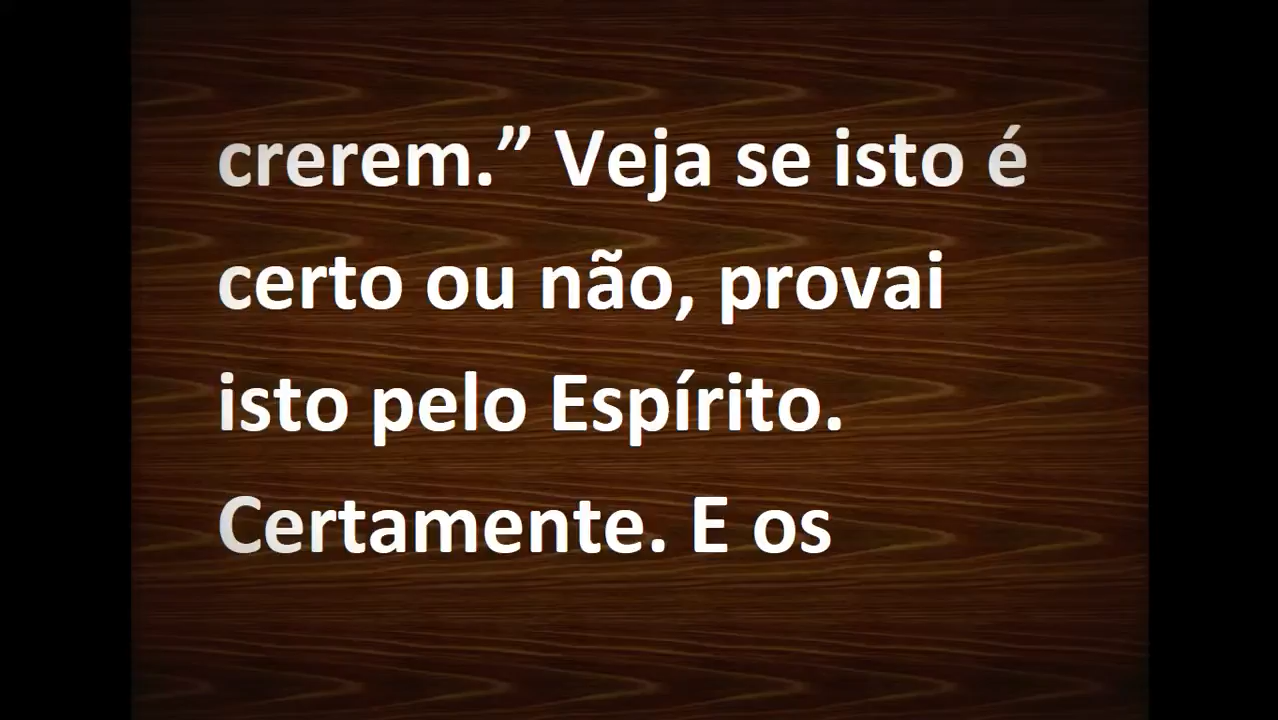 crerem.” Veja se isto é
certo ou não, provai
isto pelo Espírito.
Certamente. E os